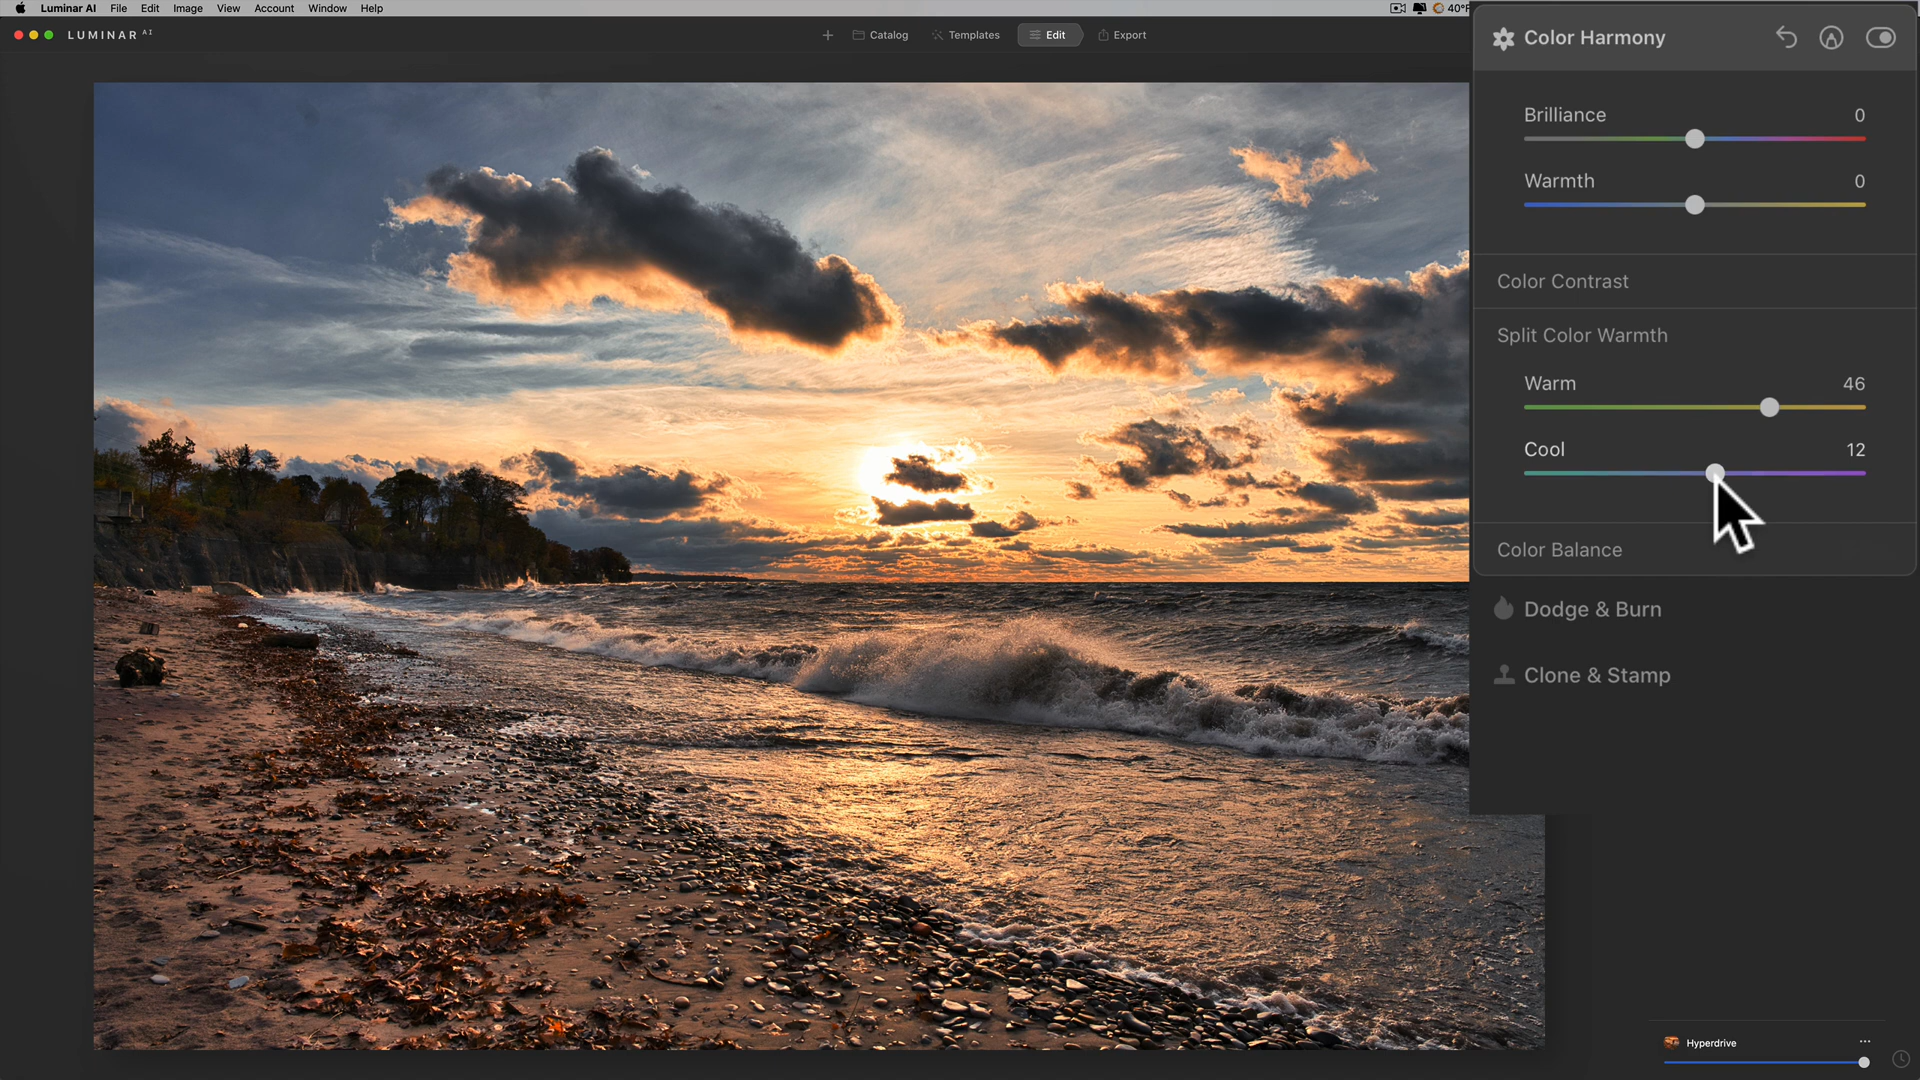 Luminar AI File Edit Image View Account Window Help
40°F
LUMINAR AI
+ Catalog Templates Edit Export
Color Harmony
Brilliance 0
Warmth 0
Color Contrast
Split Color Warmth
Warm 46
Cool 12
Color Balance
Dodge & Burn
Clone & Stamp
Hyperdrive ...